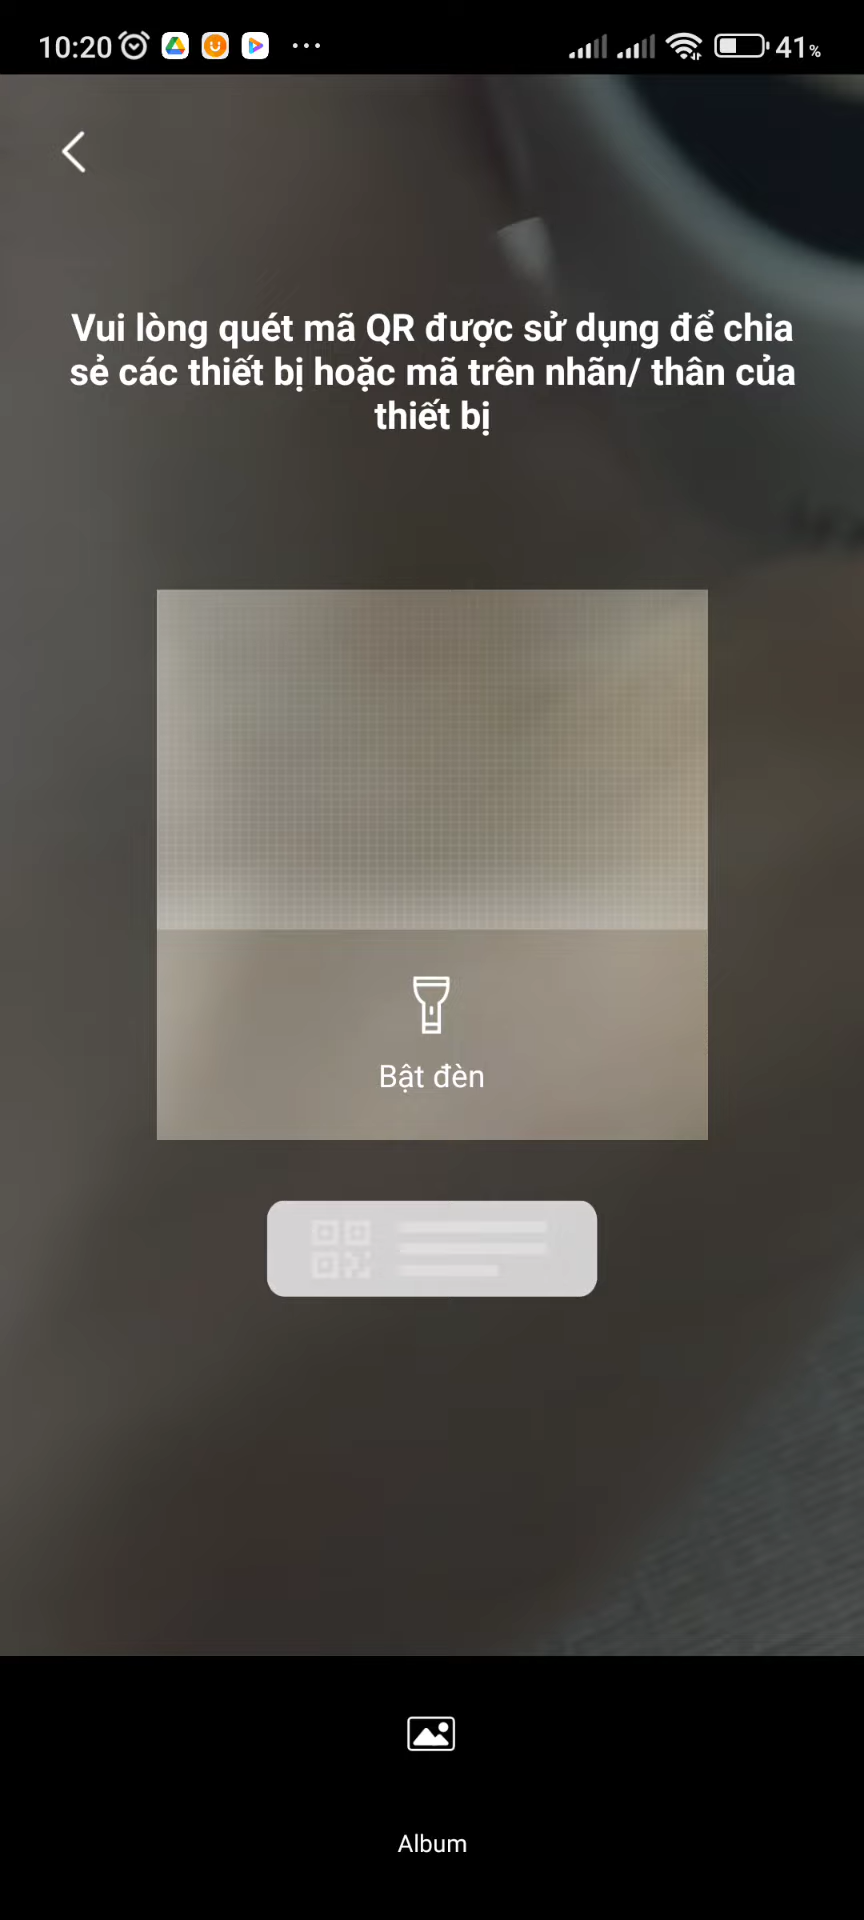 10:20 41%
Vui lòng quét mã QR được sử dụng để chia
sẻ các thiết bị hoặc mã trên nhãn/ thân của
thiết bị
Bật đèn
Album